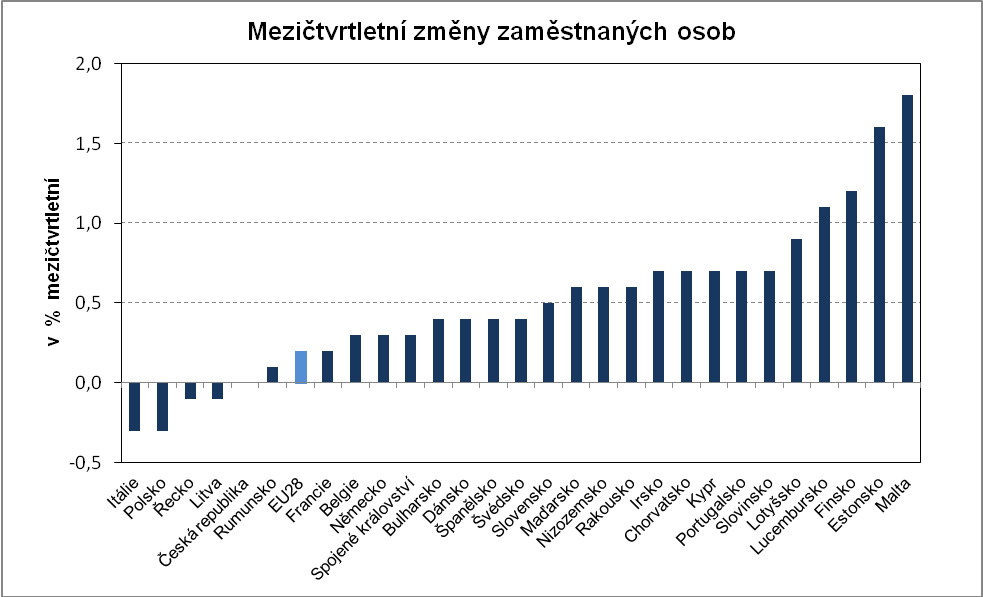 Mezičtvrtletní změny zaměstnaných osob
v % mezičtvrtletní
2,0
1,5
1,0
0,5
0,0
-0,5
Itálie
Polsko
Řecko
Litva
Česká republika
Rumunsko
EU28
Francie
Belgie
Německo
Spojené království
Bulharsko
Dánsko
Španělsko
Švédsko
Slovensko
Maďarsko
Nizozemsko
Rakousko
Irsko
Chorvatsko
Kypr
Portugalsko
Slovinsko
Lotyšsko
Lucembursko
Finsko
Estonsko
Malta